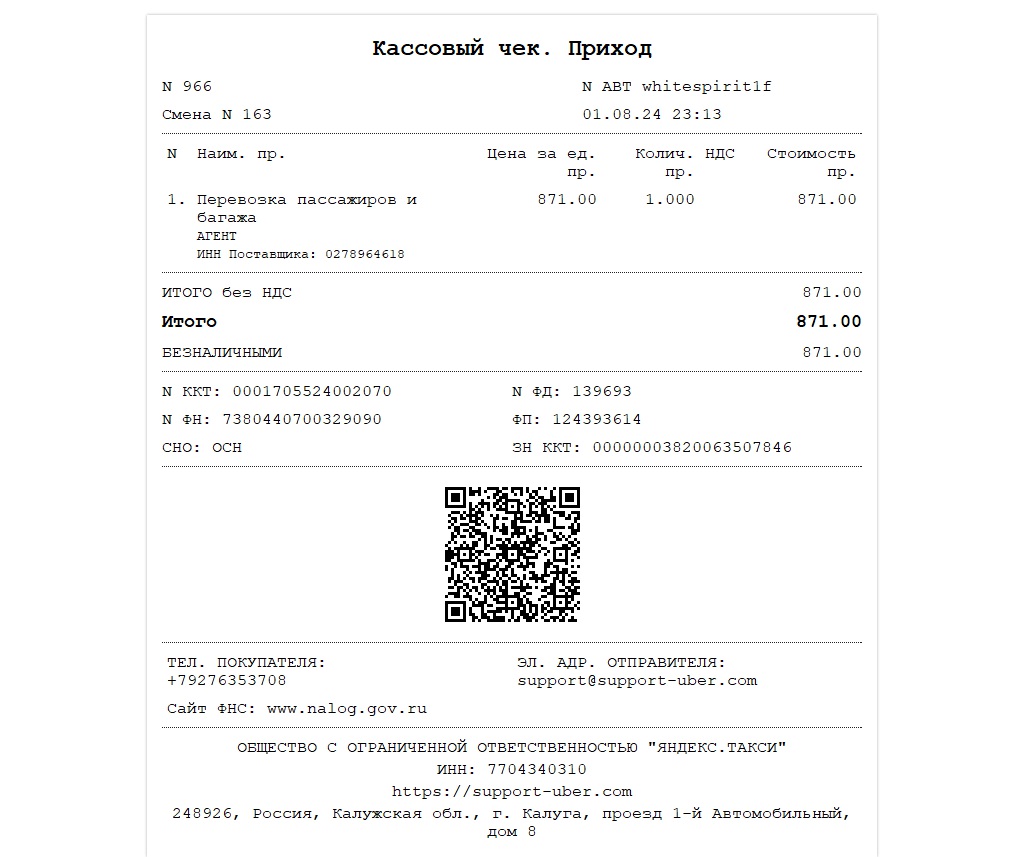 Кассовый чек. Приход
N 966 N АВТ whitespirit1f
Смена N 163 01.08.24 23:13
N Наим. пр. Цена за ед. Колич. НДС Стоимость
пр. пр. пр.
1. Перевозка пассажиров и 871.00 1.000 871.00
багажа
АГЕНТ
ИНН Поставщика: 0278964618
ИТОГО без НДС 871.00
Итого 871.00
БЕЗНАЛИЧНЫМИ 871.00
N ККТ: 0001705524002070 N ФД: 139693
N ФН: 7380440700329090 ФП: 124393614
СНО: ОСН ЗН ККТ: 00000003820063507846
ТЕЛ. ПОКУПАТЕЛЯ: ЭЛ. АДР. ОТПРАВИТЕЛЯ:
+79276353708 support@support-uber.com
Сайт ФНС: www.nalog.gov.ru
ОБЩЕСТВО С ОГРАНИЧЕННОЙ ОТВЕТСТВЕННОСТЬЮ "ЯНДЕКС.ТАКСИ"
ИНН: 7704340310
https://support-uber.com
248926, Россия, Калужская обл., г. Калуга, проезд 1-й Автомобильный,
дом 8